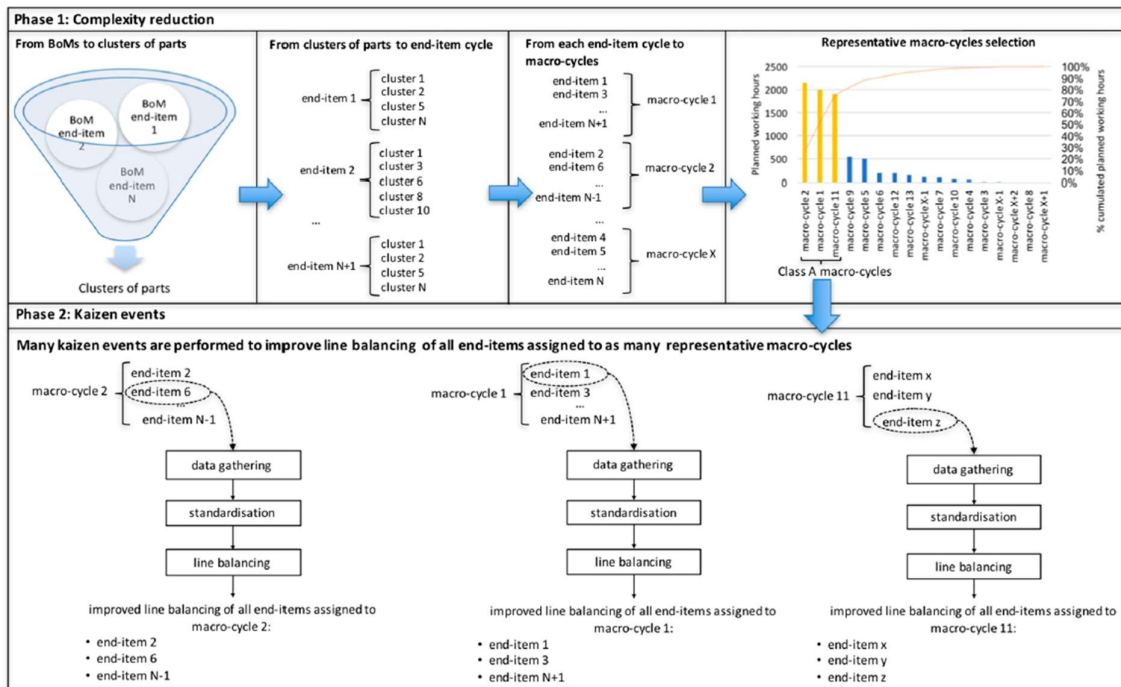 Phase 1: Complexity reduction
From BoMs to clusters of parts
BoM
end-item
1
BoM
end-item
2
BoM
end-item
N
Clusters of parts
From clusters of parts to end-item cycle
end-item 1
cluster 1
cluster 2
cluster 5
cluster N
end-item 2
cluster 1
cluster 3
cluster 6
cluster 8
cluster 10
...
end-item N+1
cluster 1
cluster 2
cluster 5
cluster N
From each end-item cycle to
macro-cycles
end-item 1
end-item 3
...
end-item N+1
macro-cycle 1
end-item 2
end-item 6
...
end-item N-1
macro-cycle 2
...
end-item 4
end-item 5
...
end-item N
macro-cycle X
Representative macro-cycles selection
Planned working hours
2500
2000
1500
1000
500
0
100%
90%
80%
70%
60%
50%
40%
30%
20%
10%
0%
% cumulated planned working hours
macro-cycle 2
macro-cycle 1
macro-cycle 11
macro-cycle 9
macro-cycle 5
macro-cycle 6
macro-cycle 12
macro-cycle 13
macro-cycle X-1
macro-cycle 7
macro-cycle 10
macro-cycle 4
macro-cycle 3
macro-cycle X-1
macro-cycle X+2
macro-cycle 8
macro-cycle X+1
Class A macro-cycles
Phase 2: Kaizen events
Many kaizen events are performed to improve line balancing of all end-items assigned to as many representative macro-cycles
macro-cycle 2
end-item 2
end-item 6
...
end-item N-1
data gathering
standardisation
line balancing
improved line balancing of all end-items assigned to
macro-cycle 2:
• end-item 2
• end-item 6
• end-item N-1
macro-cycle 1
end-item 1
end-item 3
...
end-item N+1
data gathering
standardisation
line balancing
improved line balancing of all end-items assigned to
macro-cycle 1:
• end-item 1
• end-item 3
• end-item N+1
macro-cycle 11
end-item x
end-item y
end-item z
data gathering
standardisation
line balancing
improved line balancing of all end-items assigned to
macro-cycle 11:
• end-item x
• end-item y
• end-item z